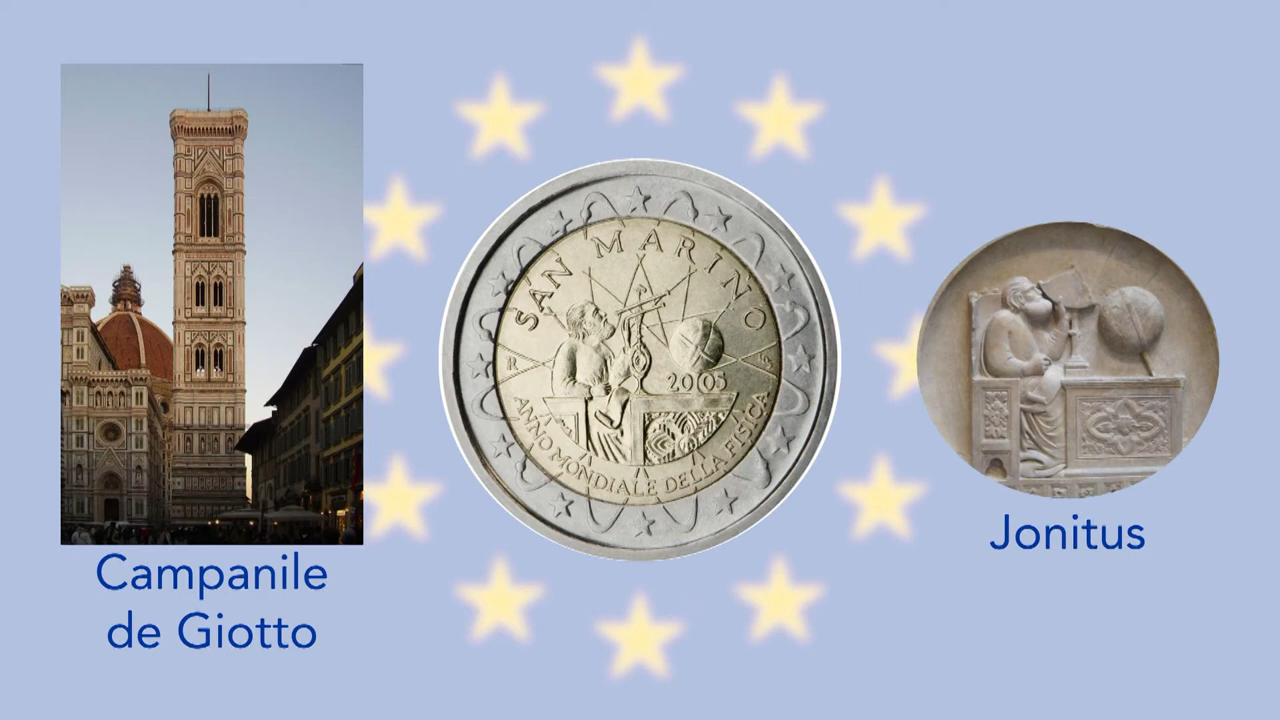 Campanile
de Giotto
SAN MARINO
R
2005
ANNO MONDIALE DELLA FISICA
Jonitus